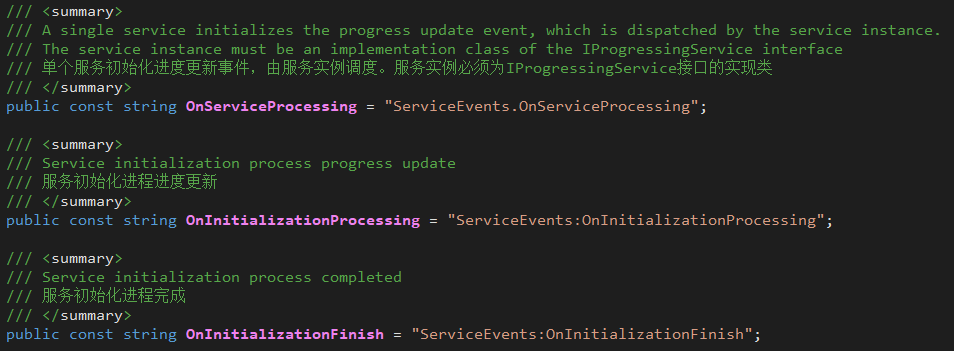 /// <summary>
/// A single service initializes the progress update event, which is dispatched by the service instance.
/// The service instance must be an implementation class of the IProgressingService interface
/// 单个服务初始化进度更新事件，由服务实例调度。服务实例必须为IProgressingService接口的实现类
/// </summary>
public const string OnServiceProcessing = "ServiceEvents.OnServiceProcessing";
/// <summary>
/// Service initialization process progress update
/// 服务初始化进程进度更新
/// </summary>
public const string OnInitializationProcessing = "ServiceEvents:OnInitializationProcessing";
/// <summary>
/// Service initialization process completed
/// 服务初始化进程完成
/// </summary>
public const string OnInitializationFinish = "ServiceEvents:OnInitializationFinish";